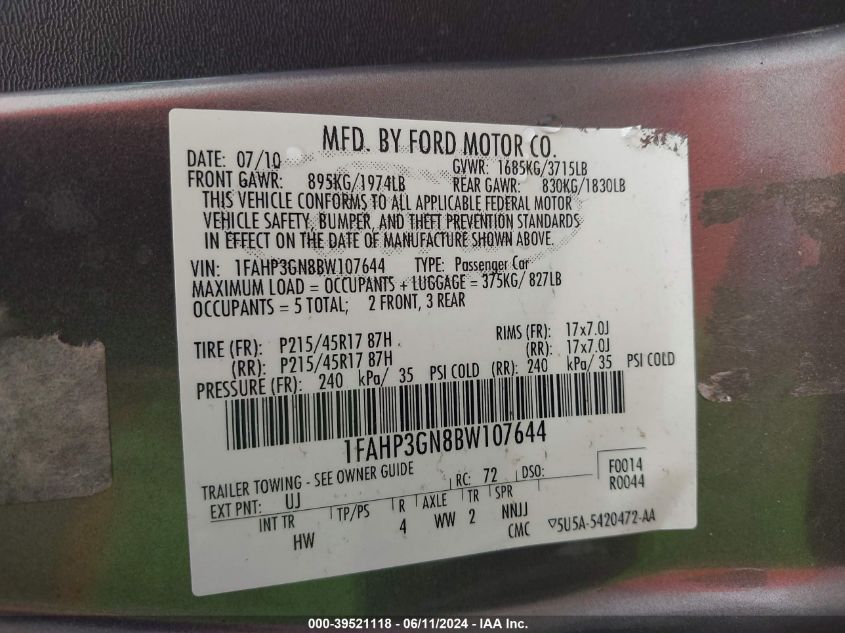 MFD. BY FORD MOTOR CO.
DATE: 07/10 GVWR: 1685KG/3715LB
FRONT GAWR: 895KG/1974LB REAR GAWR: 830KG/1830LB
THIS VEHICLE CONFORMS TO ALL APPLICABLE FEDERAL MOTOR
VEHICLE SAFETY, BUMPER, AND THEFT PREVENTION STANDARDS
IN EFFECT ON THE DATE OF MANUFACTURE SHOWN ABOVE.
VIN: 1FAHP3GN8BW107644 TYPE: Passenger Car
MAXIMUM LOAD = OCCUPANTS + LUGGAGE = 375KG/ 827LB
OCCUPANTS = 5 TOTAL; 2 FRONT, 3 REAR
TIRE (FR): P215/45R17 87H RIMS (FR): 17x7.0J
(RR): P215/45R17 87H (RR): 17x7.0J
PRESSURE (FR): 240 kPa/ 35 PSI COLD (RR): 240 kPa/ 35 PSI COLD
1FAHP3GN8BW107644
TRAILER TOWING - SEE OWNER GUIDE RC: 72 DSO: F0014
EXT PNT: UJ R0044
INT TR TP/PS R AXLE TR SPR
HW 4 WW 2 NNJJ
CMC 5U5A-5420472-AA
000-39521118 - 06/11/2024 - IAA Inc.